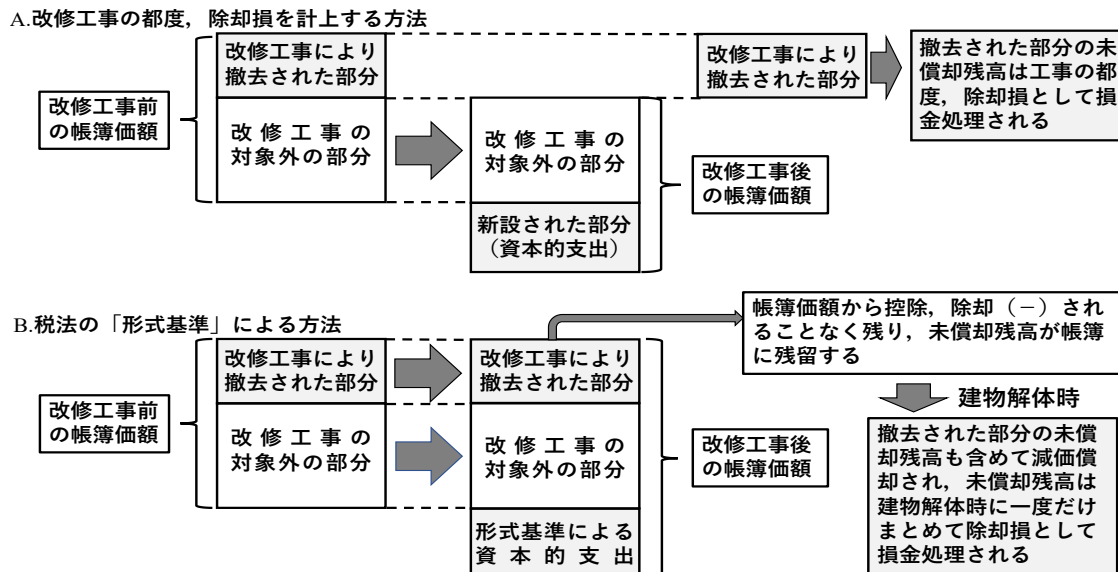 A.改修工事の都度，除却損を計上する方法
改修工事前
の帳簿価額
改修工事により
撤去された部分
改修工事の
対象外の部分
改修工事の
対象外の部分
新設された部分
（資本的支出）
改修工事により
撤去された部分
改修工事後
の帳簿価額
撤去された部分の未
償却残高は工事の都
度，除却損として損
金処理される
B.税法の「形式基準」による方法
改修工事前
の帳簿価額
改修工事により
撤去された部分
改修工事の
対象外の部分
改修工事により
撤去された部分
改修工事の
対象外の部分
形式基準による
資本的支出
改修工事後
の帳簿価額
帳簿価額から控除，除却（－）さ
れることなく残り，未償却残高が帳簿
に残留する
建物解体時
撤去された部分の未償
却残高も含めて減価償
却され，未償却残高は
建物解体時に一度だけ
まとめて除却損として
損金処理される